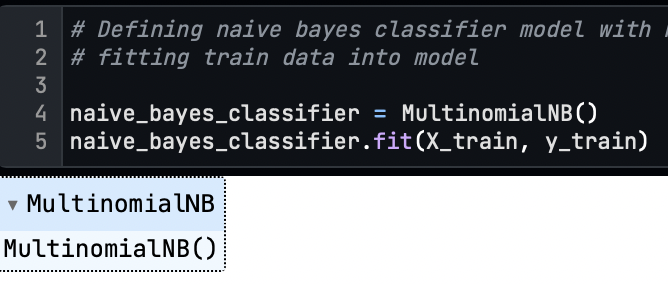 1 # Defining naive bayes classifier model with
2 # fitting train data into model
3
4 naive_bayes_classifier = MultinomialNB()
5 naive_bayes_classifier.fit(X_train, y_train)
▾ MultinomialNB
MultinomialNB()